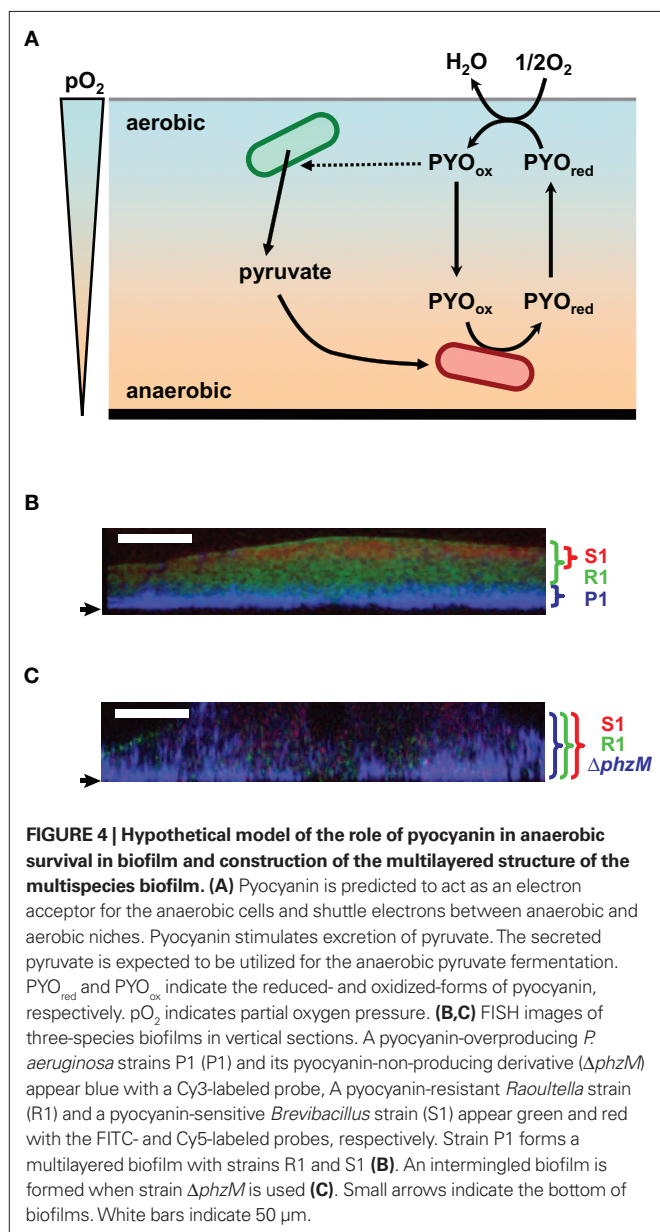 A
pO₂
H₂O 1/2O₂
aerobic
PYOox PYOred
pyruvate
PYOox PYOred
anaerobic
B
S1
R1
P1
C
S1
R1
ΔphzM
FIGURE 4 | Hypothetical model of the role of pyocyanin in anaerobic
survival in biofilm and construction of the multilayered structure of the
multispecies biofilm. (A) Pyocyanin is predicted to act as an electron
acceptor for the anaerobic cells and shuttle electrons between anaerobic and
aerobic niches. Pyocyanin stimulates excretion of pyruvate. The secreted
pyruvate is expected to be utilized for the anaerobic pyruvate fermentation.
PYOred and PYOox indicate the reduced- and oxidized-forms of pyocyanin,
respectively. pO₂ indicates partial oxygen pressure. (B,C) FISH images of
three-species biofilms in vertical sections. A pyocyanin-overproducing P.
aeruginosa strains P1 (P1) and its pyocyanin-non-producing derivative (ΔphzM)
appear blue with a Cy3-labeled probe, A pyocyanin-resistant Raoultella strain
(R1) and a pyocyanin-sensitive Brevibacillus strain (S1) appear green and red
with the FITC- and Cy5-labeled probes, respectively. Strain P1 forms a
multilayered biofilm with strains R1 and S1 (B). An intermingled biofilm is
formed when strain ΔphzM is used (C). Small arrows indicate the bottom of
biofilms. White bars indicate 50 μm.